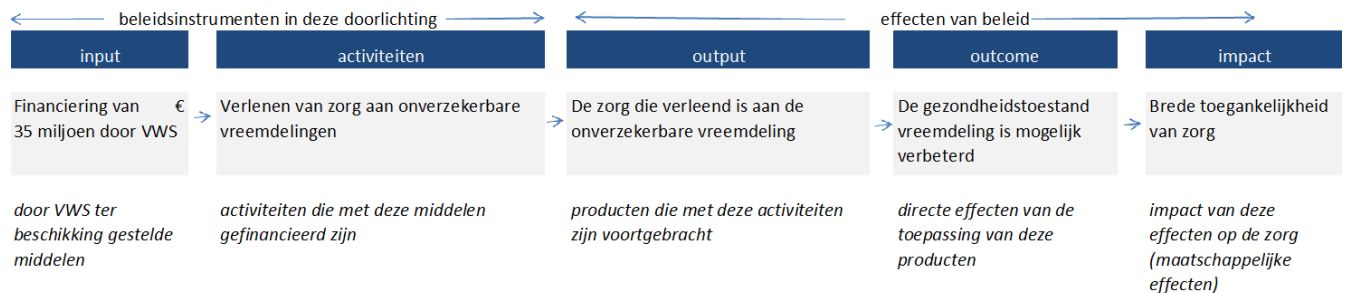 beleidsinstrumenten in deze doorlichting
effecten van beleid
input
activiteiten
output
outcome
impact
Financiering van €
35 miljoen door VWS
Verlenen van zorg aan onverzekerbare
vreemdelingen
De zorg die verleend is aan de
onverzekerbare vreemdeling
De gezondheidstoestand
vreemdeling is mogelijk
verbeterd
Brede toegankelijkheid
van zorg
door VWS ter
beschikking gestelde
middelen
activiteiten die met deze middelen
gefinancierd zijn
producten die met deze activiteiten
zijn voortgebracht
directe effecten van de
toepassing van deze
producten
impact van deze
effecten op de zorg
(maatschappelijke
effecten)